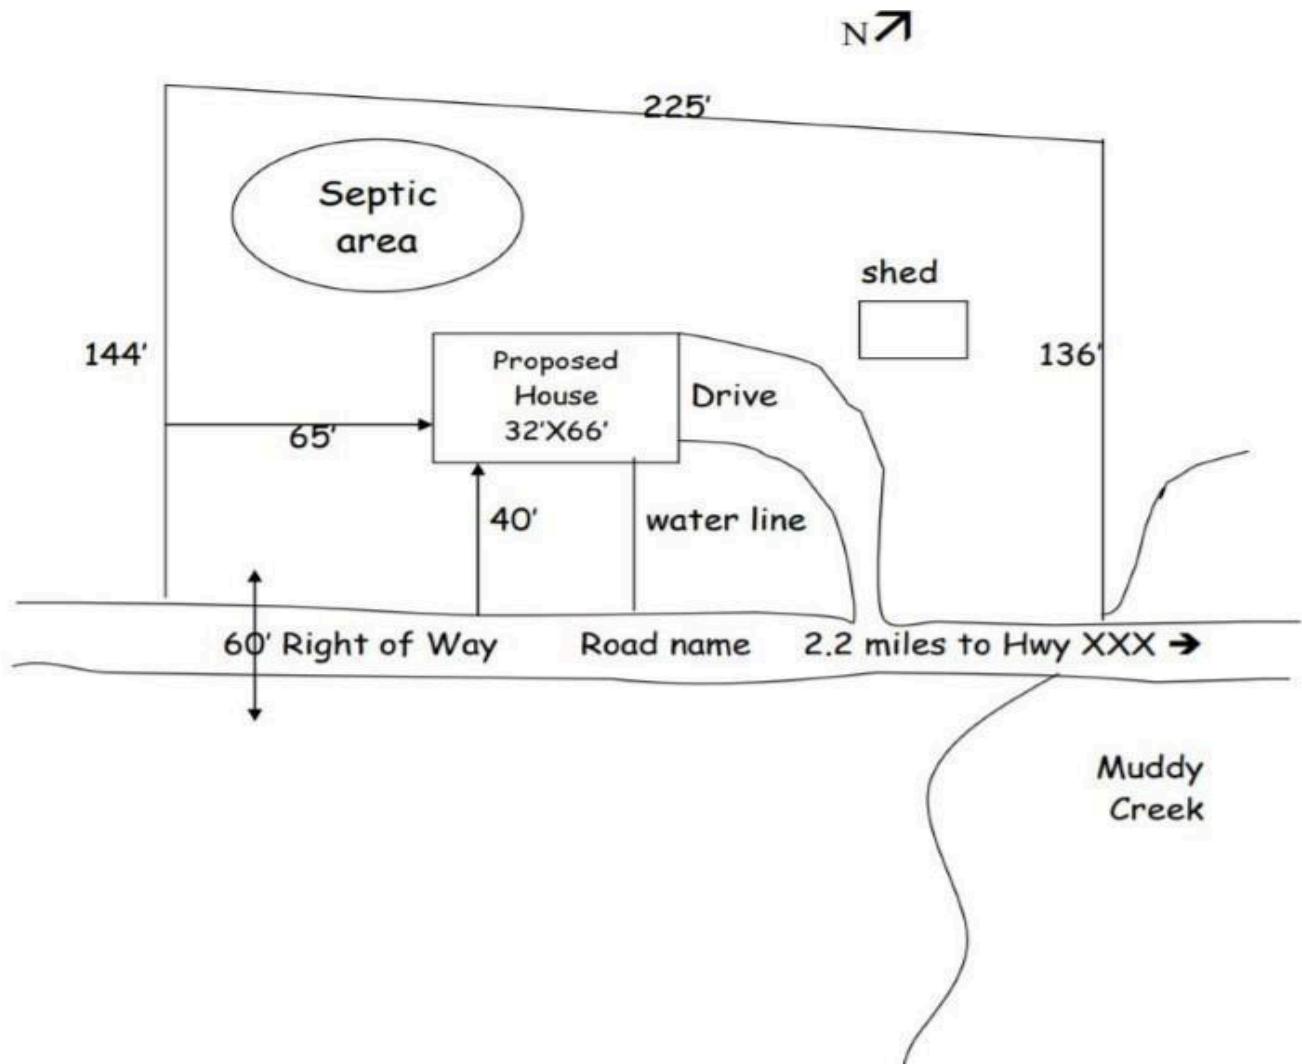 N
225'
Septic
area
shed
144'
136'
Proposed
House
32'X66'
Drive
65'
40'
water line
60' Right of Way
Road name
2.2 miles to Hwy XXX →
Muddy
Creek